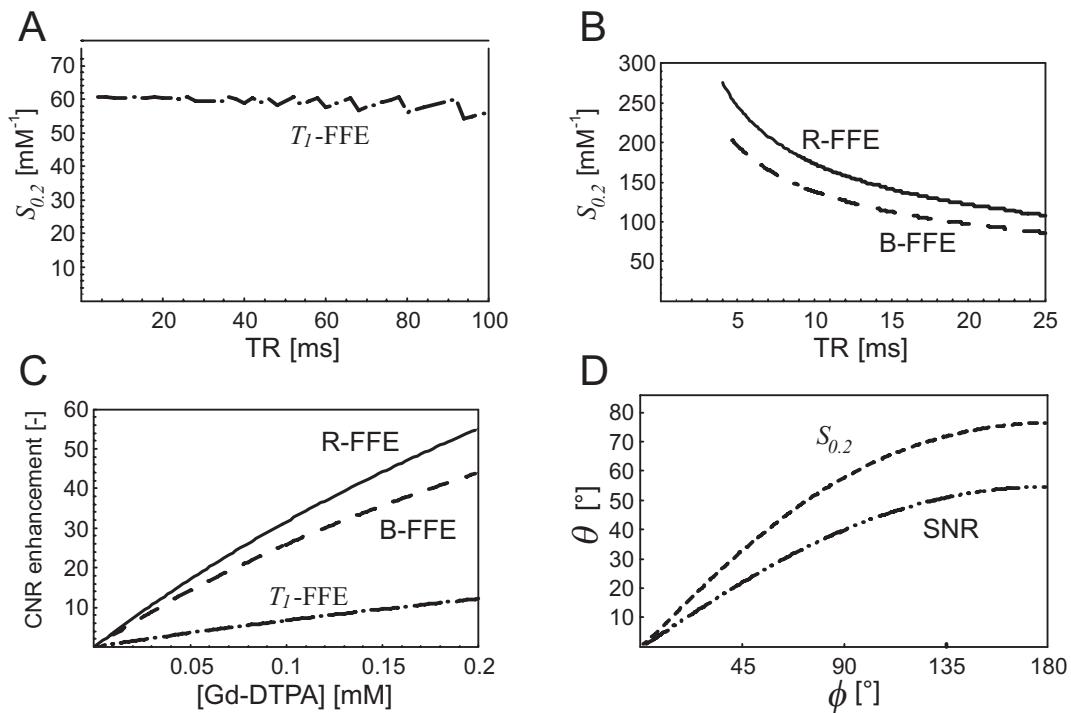 A
70
60
50
40
30
20
10
S0.2 [mM-1]
T1-FFE
20 40 60 80 100
TR [ms]
B
300
250
200
150
100
50
S0.2 [mM-1]
R-FFE
B-FFE
5 10 15 20 25
TR [ms]
C
60
50
40
30
20
10
CNR enhancement [-]
R-FFE
B-FFE
T1-FFE
0.05 0.1 0.15 0.2
[Gd-DTPA] [mM]
D
80
70
60
50
40
30
20
10
θ [°]
S0.2
SNR
45 90 135 180
ϕ [°]